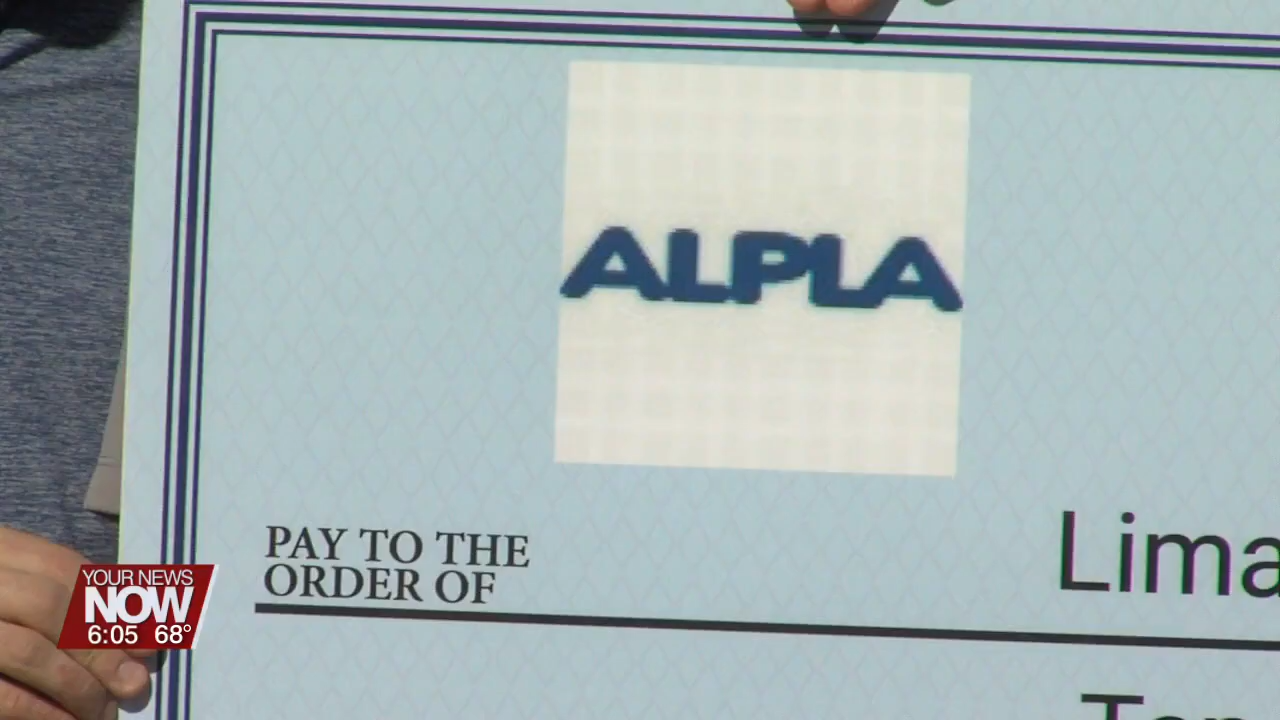 ALPLA
PAY TO THE
ORDER OF
Lima
YOUR NEWS
NOW
6:05 68°